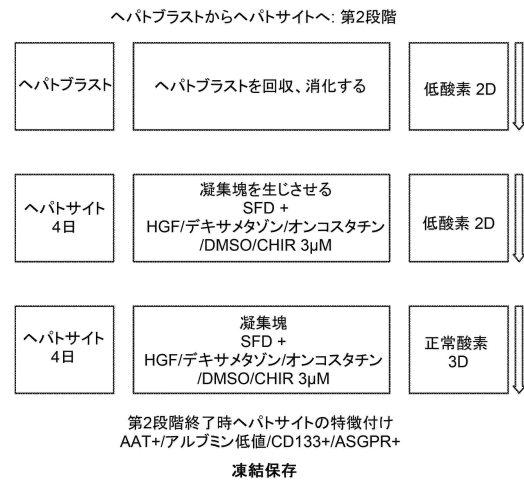 ヘパトブラストからヘパトサイトへ: 第2段階
ヘパトブラスト
ヘパトブラストを回収、消化する
低酸素 2D
ヘパトサイト
4日
凝集塊を生じさせる
SFD +
HGF/デキサメタゾン/オンコスタチン
/DMSO/CHIR 3μM
低酸素 2D
ヘパトサイト
4日
凝集塊
SFD +
HGF/デキサメタゾン/オンコスタチン
/DMSO/CHIR 3μM
正常酸素
3D
第2段階終了時ヘパトサイトの特徴付け
AAT+/アルブミン低値/CD133+/ASGPR+
凍結保存